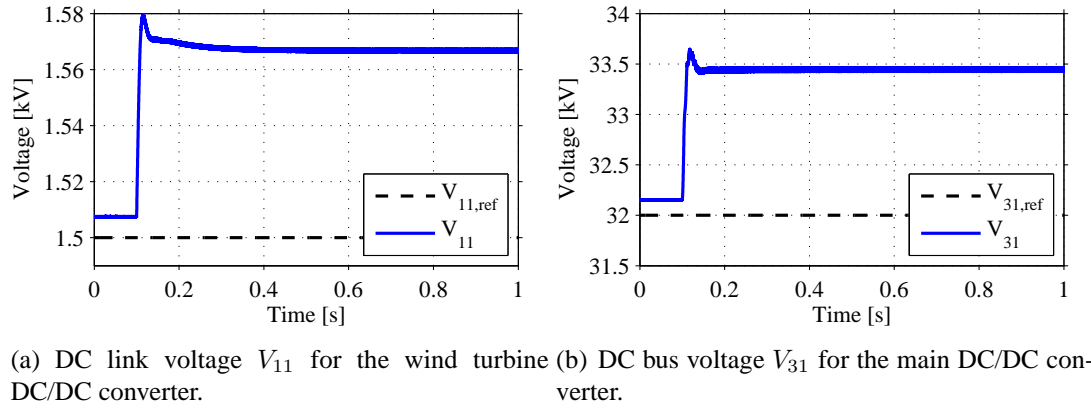 1.58
1.56
1.54
1.52
1.5
Voltage [kV]
V11,ref
V11
0 0.2 0.4 0.6 0.8 1
Time [s]
34
33.5
33
32.5
32
31.5
Voltage [kV]
V31,ref
V31
0 0.2 0.4 0.6 0.8 1
Time [s]
(a) DC link voltage V11 for the wind turbine
DC/DC converter.
(b) DC bus voltage V31 for the main DC/DC con-
verter.